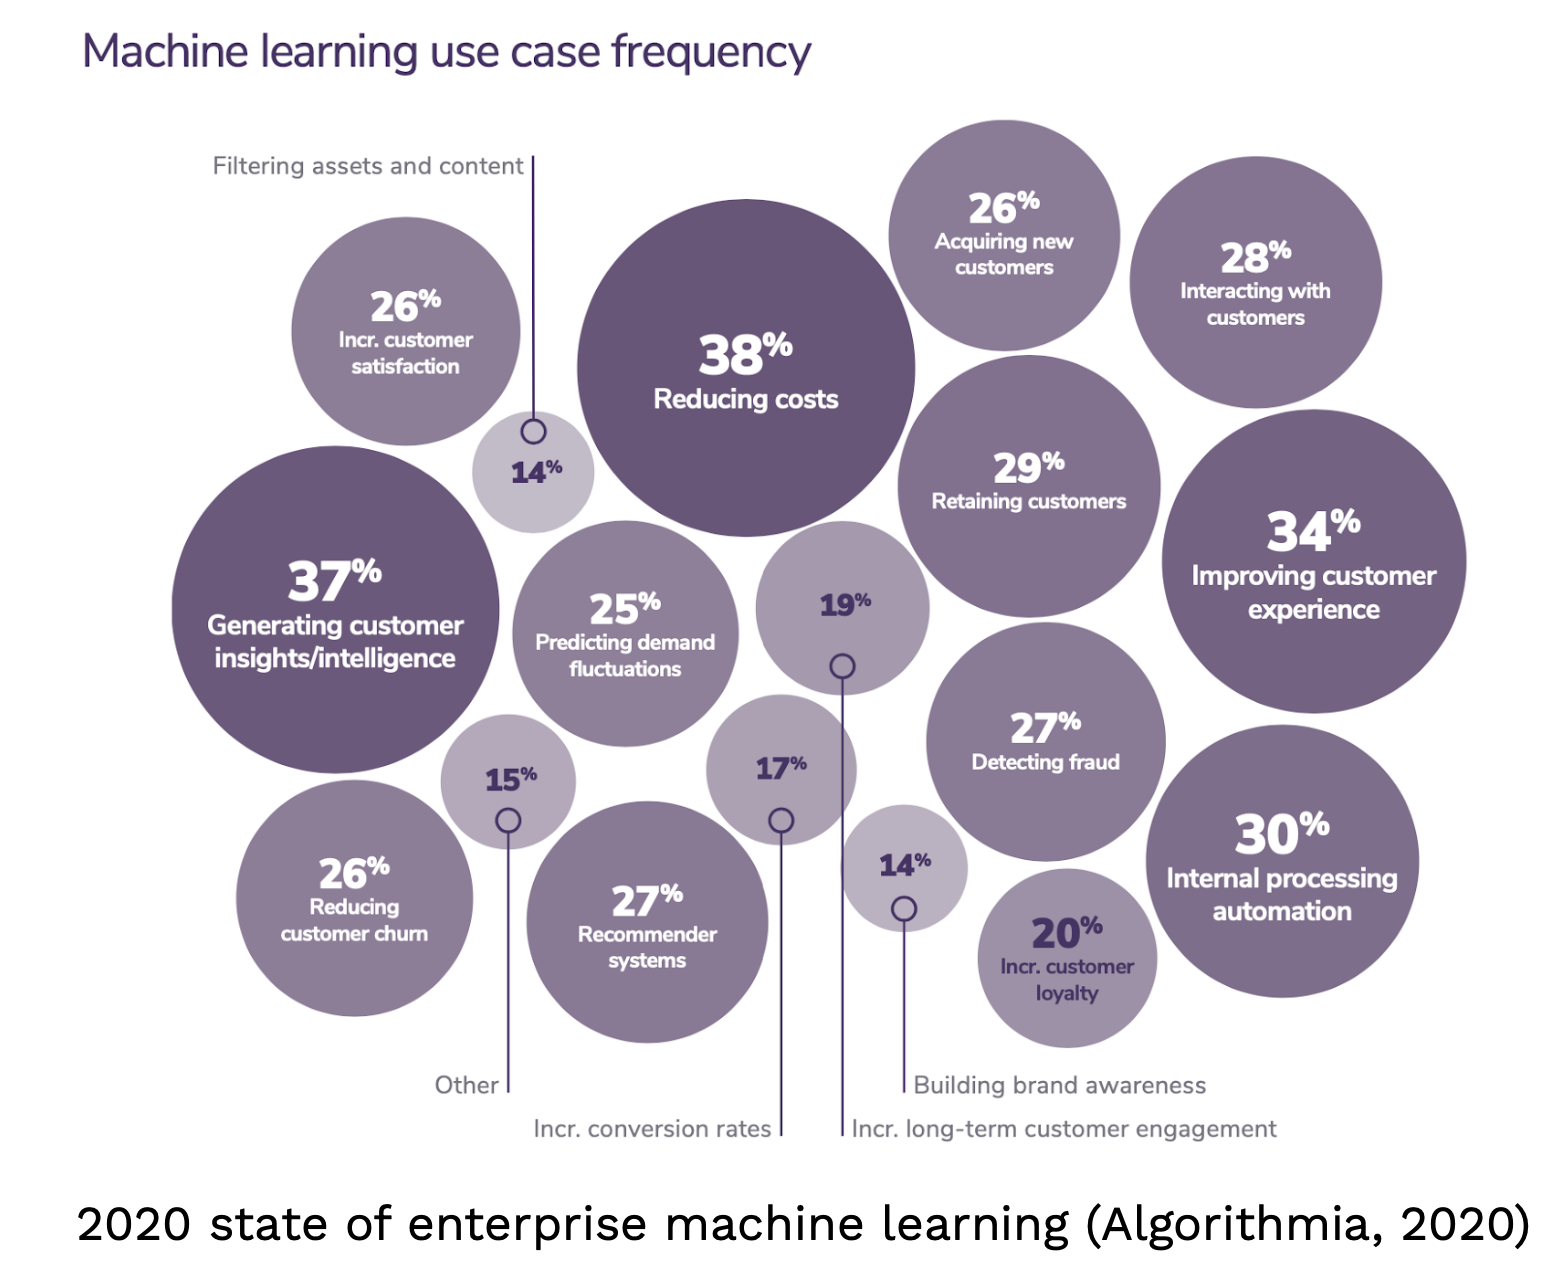 Machine learning use case frequency
Filtering assets and content
26%
Acquiring new
customers
28%
Interacting with
customers
26%
Incr. customer
satisfaction
38%
Reducing costs
14%
29%
Retaining customers
34%
Improving customer
experience
37%
Generating customer
insights/intelligence
25%
Predicting demand
fluctuations
19%
27%
Detecting fraud
15%
17%
30%
Internal processing
automation
26%
Reducing
customer churn
27%
Recommender
systems
14%
20%
Incr. customer
loyalty
Other
Building brand awareness
Incr. conversion rates
Incr. long-term customer engagement
2020 state of enterprise machine learning (Algorithmia, 2020)